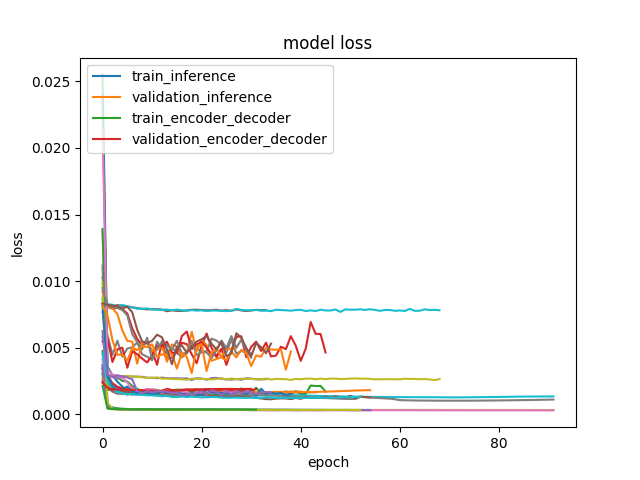 model loss
train_inference
validation_inference
train_encoder_decoder
validation_encoder_decoder
0.025
0.020
0.015
0.010
0.005
0.000
loss
0 20 40 60 80
epoch